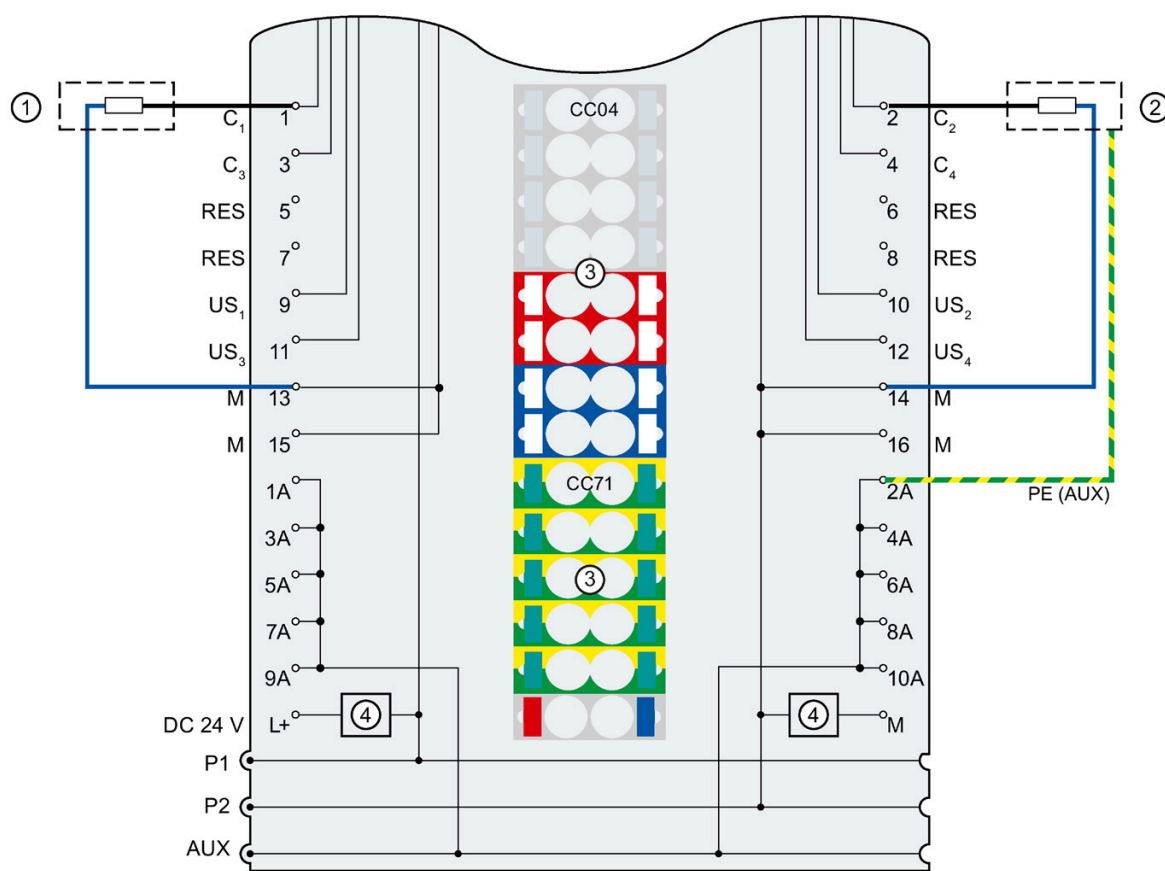 CC04
① C₁ 1 2 C₂ ②
C₃ 3 4 C₄
RES 5 6 RES
RES 7 8 RES
③
US₁ 9 10 US₂
US₃ 11 12 US₄
M 13 14 M
M 15 16 M
1A CC71 2A
PE (AUX)
3A 4A
5A ③ 6A
7A 8A
9A 10A
DC 24 V L+ ④ ④ M
P1
P2
AUX